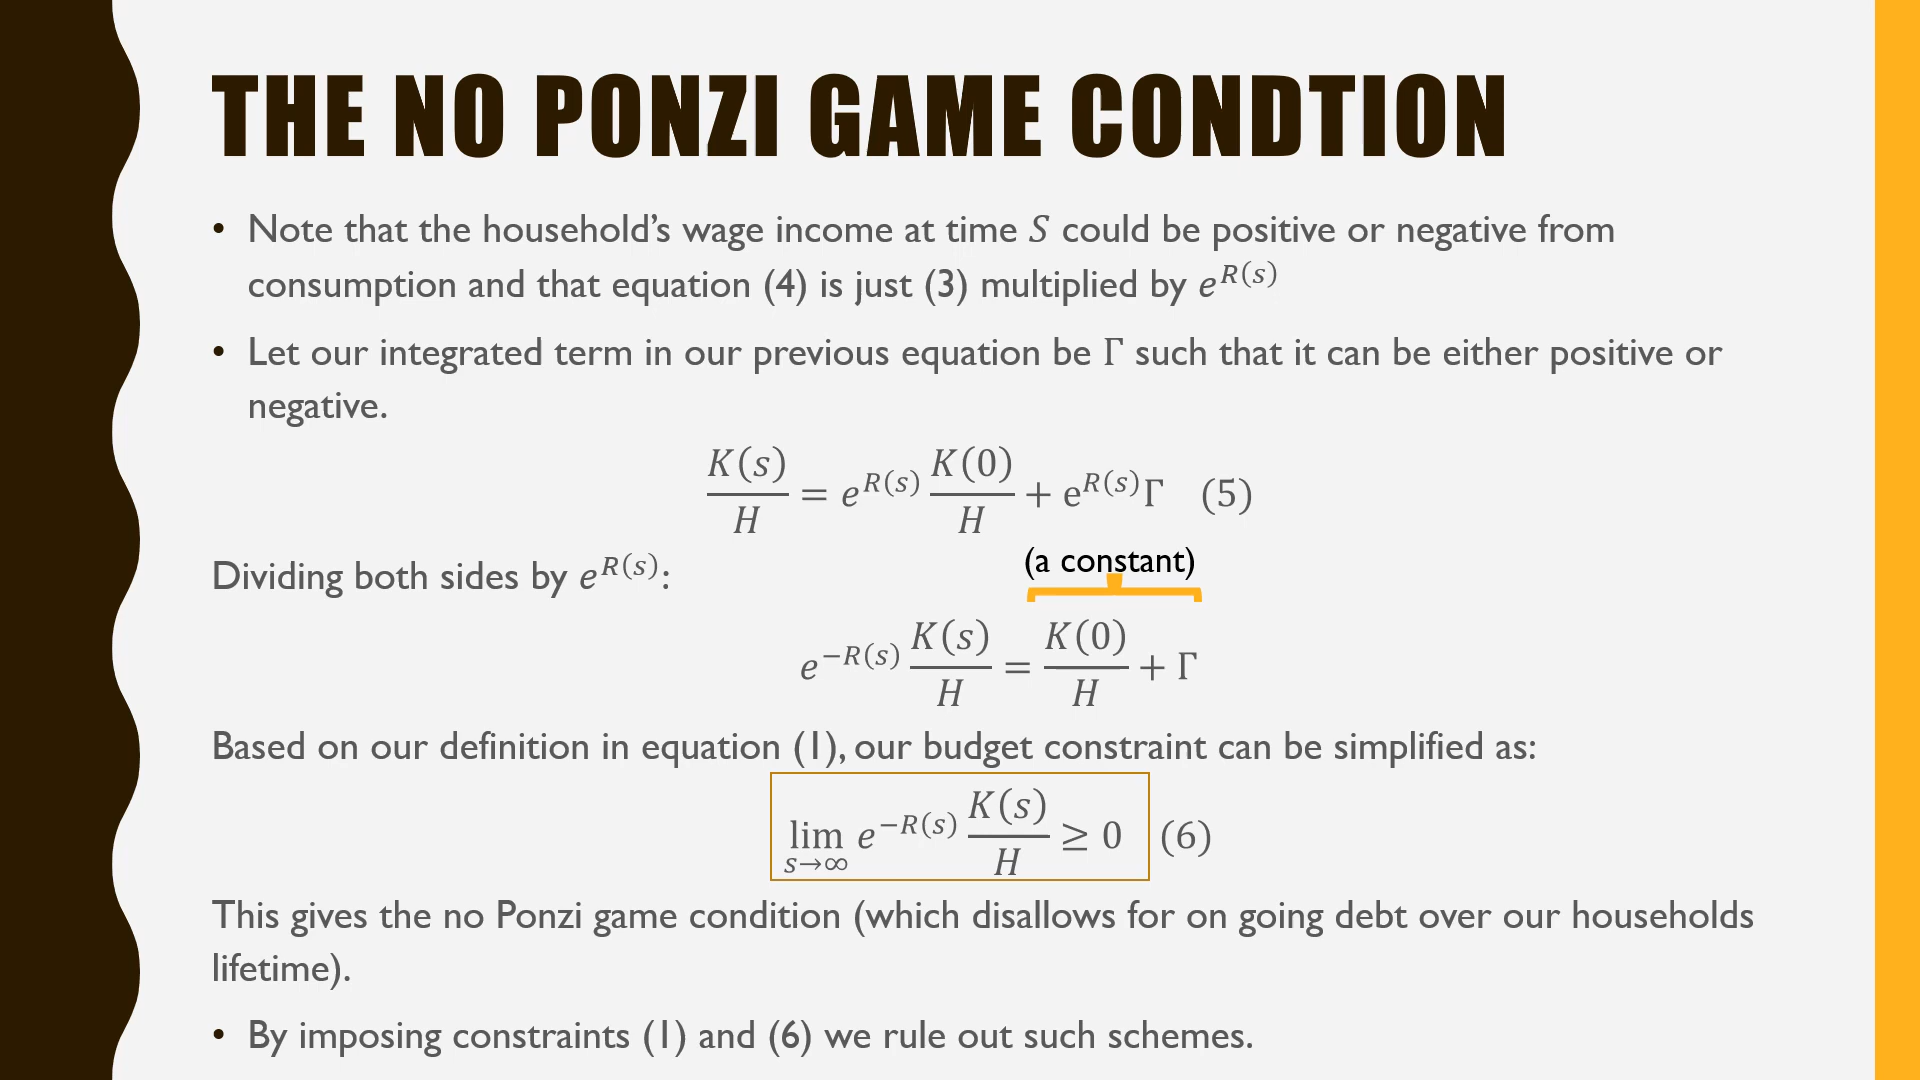 THE NO PONZI GAME CONDTION
• Note that the household’s wage income at time S could be positive or negative from
consumption and that equation (4) is just (3) multiplied by e^{R(s)}
• Let our integrated term in our previous equation be Γ such that it can be either positive or
negative.
\frac{K(s)}{H} = e^{R(s)} \frac{K(0)}{H} + e^{R(s)}Γ (5)
Dividing both sides by e^{R(s)}:
(a constant)
e^{-R(s)} \frac{K(s)}{H} = \frac{K(0)}{H} + Γ
Based on our definition in equation (1), our budget constraint can be simplified as:
\lim_{s→∞} e^{-R(s)} \frac{K(s)}{H} ≥ 0 (6)
This gives the no Ponzi game condition (which disallows for on going debt over our households
lifetime).
• By imposing constraints (1) and (6) we rule out such schemes.